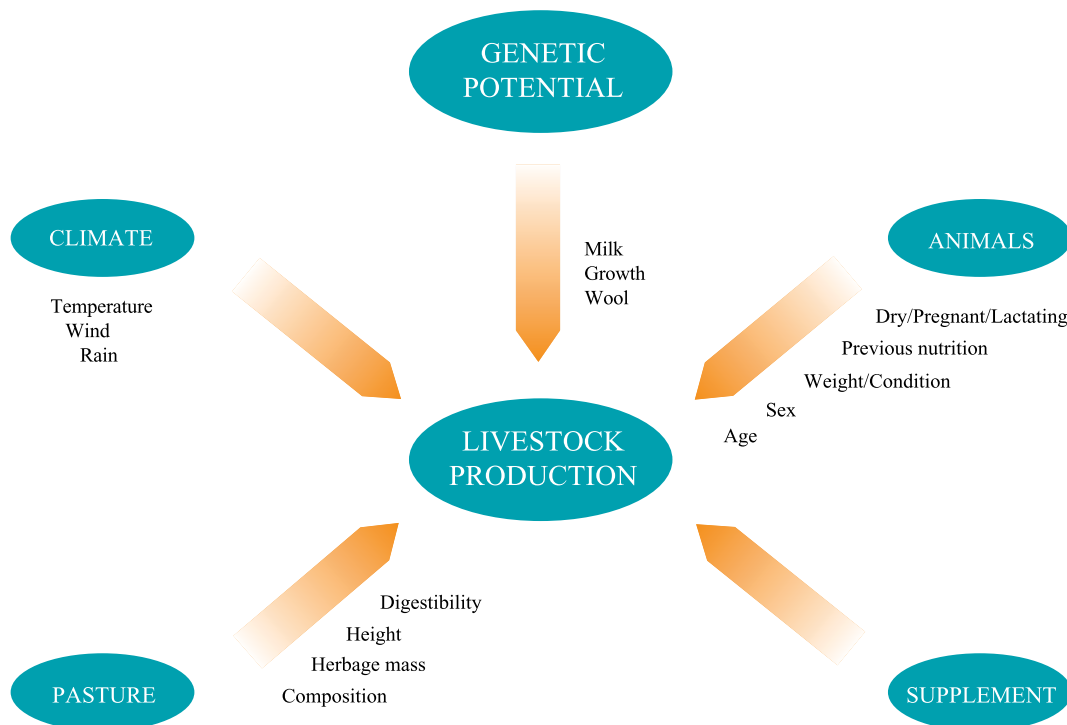 GENETIC
POTENTIAL
CLIMATE
Temperature
Wind
Rain
Milk
Growth
Wool
ANIMALS
Dry/Pregnant/Lactating
Previous nutrition
Weight/Condition
Sex
Age
LIVESTOCK
PRODUCTION
Digestibility
Height
Herbage mass
Composition
PASTURE
SUPPLEMENT